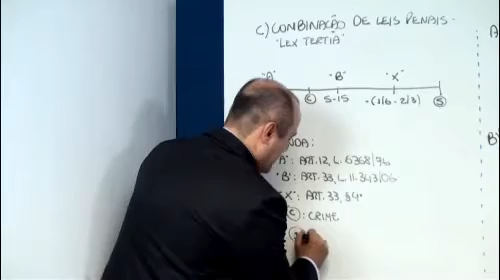 C) COMBINAÇÃO DE LEIS PENAIS.
"LEX TERTIA"
"A" "B" "X"
C 5-15 -(1/6-2/3) S
NDA:
"A": ART.12, L.6368/76
"B": ART.33, L.11.343/06
"X": ART.33, §4º
C: CRIME
A
B